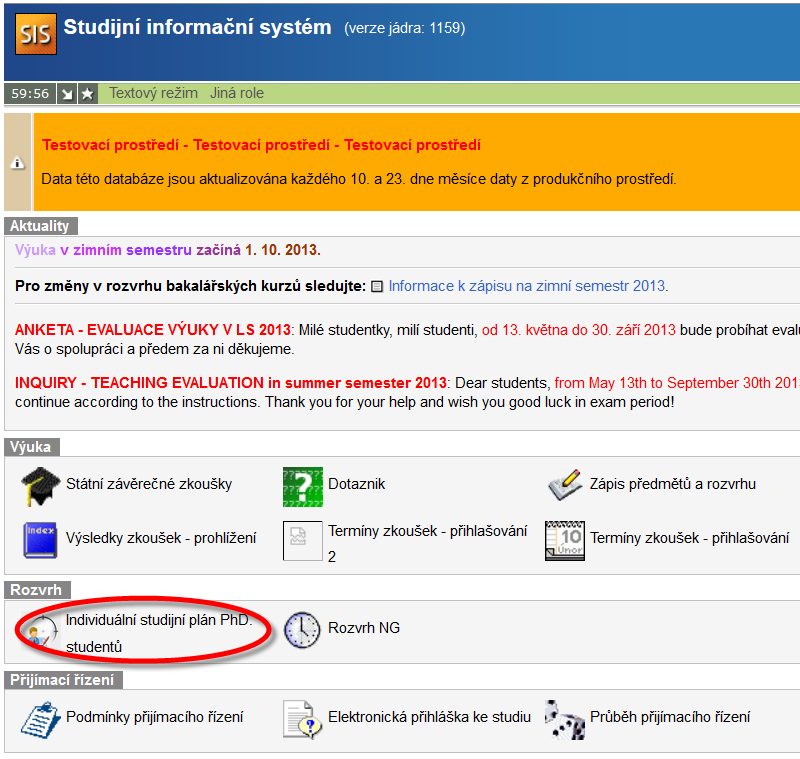 SIS Studijní informační systém (verze jádra: 1159)
59:56 Textový režim Jiná role
Testovací prostředí - Testovací prostředí - Testovací prostředí
Data této databáze jsou aktualizována každého 10. a 23. dne měsíce daty z produkčního prostředí.
Aktuality
Výuka v zimním semestru začíná 1. 10. 2013.
Pro změny v rozvrhu bakalářských kurzů sledujte: Informace k zápisu na zimní semestr 2013.
ANKETA - EVALUACE VÝUKY V LS 2013: Milé studentky, milí studenti, od 13. května do 30. září 2013 bude probíhat evalu
Vás o spolupráci a předem za ni děkujeme.
INQUIRY - TEACHING EVALUATION in summer semester 2013: Dear students, from May 13th to September 30th 201
continue according to the instructions. Thank you for your help and wish you good luck in exam period!
Výuka
Státní závěrečné zkoušky
Dotazník
Zápis předmětů a rozvrhu
Index
Výsledky zkoušek - prohlížení
Termíny zkoušek - přihlašování
2
10
Únor
Termíny zkoušek - přihlašování
Rozvrh
Individuální studijní plán PhD.
studentů
Rozvrh NG
Přijímací řízení
Podmínky přijímacího řízení
Elektronická přihláška ke studiu
Průběh přijímacího řízení